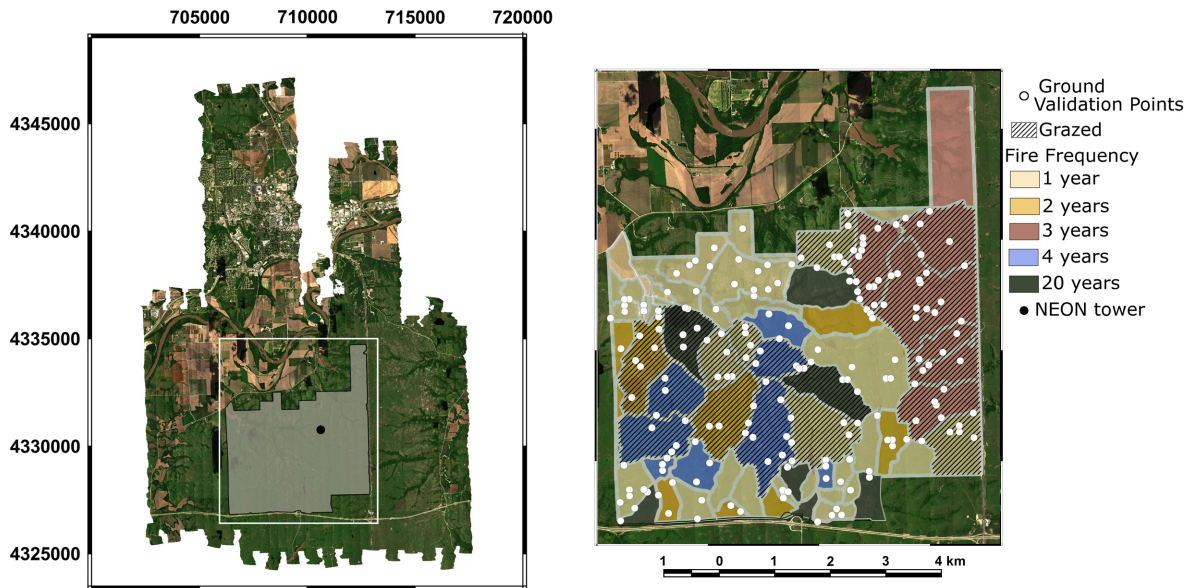 705000 710000 715000 720000
4345000
4340000
4335000
4330000
4325000
Ground
Validation Points
Grazed
Fire Frequency
1 year
2 years
3 years
4 years
20 years
NEON tower
1 0 1 2 3 4 km